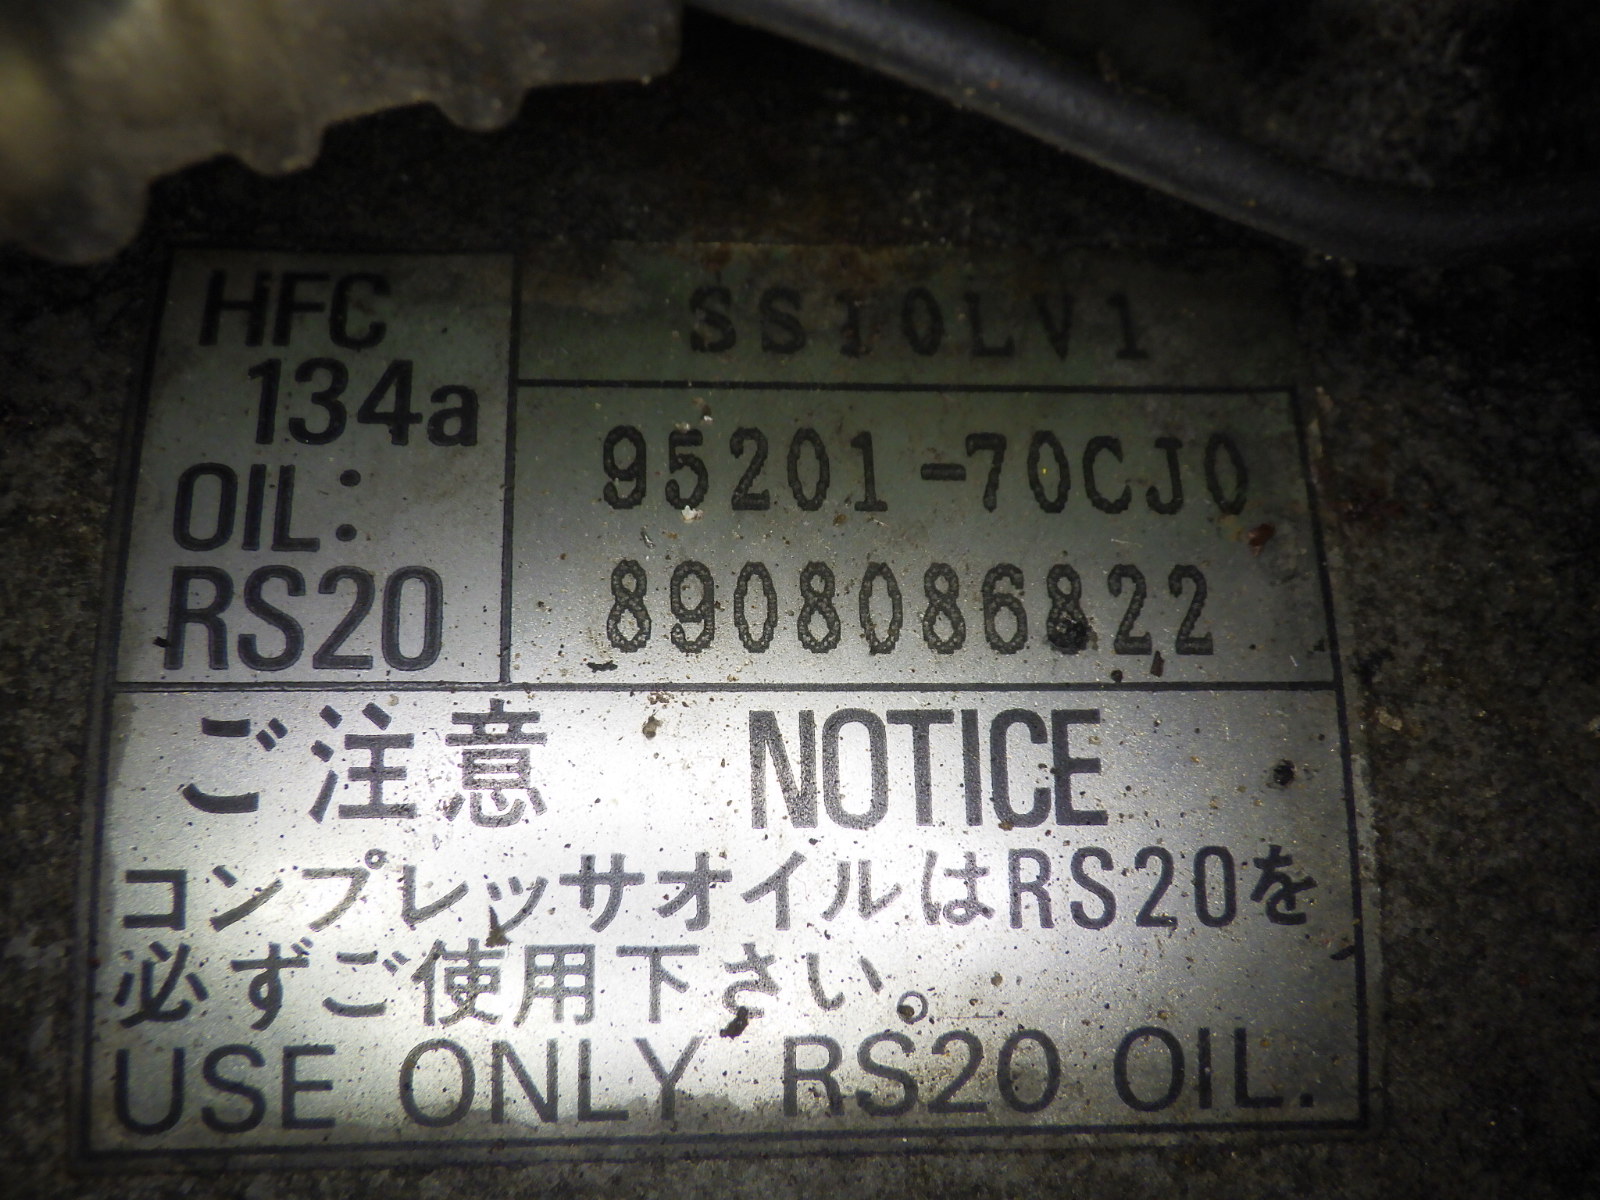 HFC
134a
OIL:
RS20
SS10LV1
95201-70CJ0
8908086822
ご注意 NOTICE
コンプレッサオイルはRS20を
必ずご使用下さい。
USE ONLY RS20 OIL.